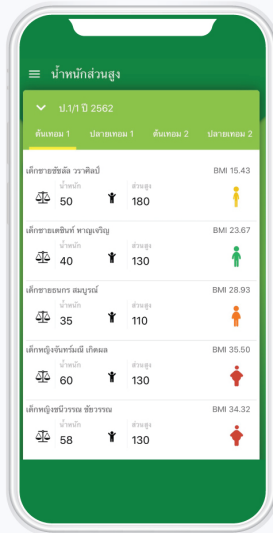 น้ำหนักส่วนสูง
ป.1/1 ปี 2562
ต้นเทอม 1 ปลายเทอม 1 ต้นเทอม 2 ปลายเทอม 2
เด็กชายชัชลัล วราศิลป์ BMI 15.43
น้ำหนัก ส่วนสูง
50 180
เด็กชายเดชินท์ หาญเจริญ BMI 23.67
น้ำหนัก ส่วนสูง
40 130
เด็กชายธนกร สมบูรณ์ BMI 28.93
น้ำหนัก ส่วนสูง
35 110
เด็กหญิงจันทร์มณี เกิดผล BMI 35.50
น้ำหนัก ส่วนสูง
60 130
เด็กหญิงชนีวรรณ ชัยวรรณ BMI 34.32
น้ำหนัก ส่วนสูง
58 130